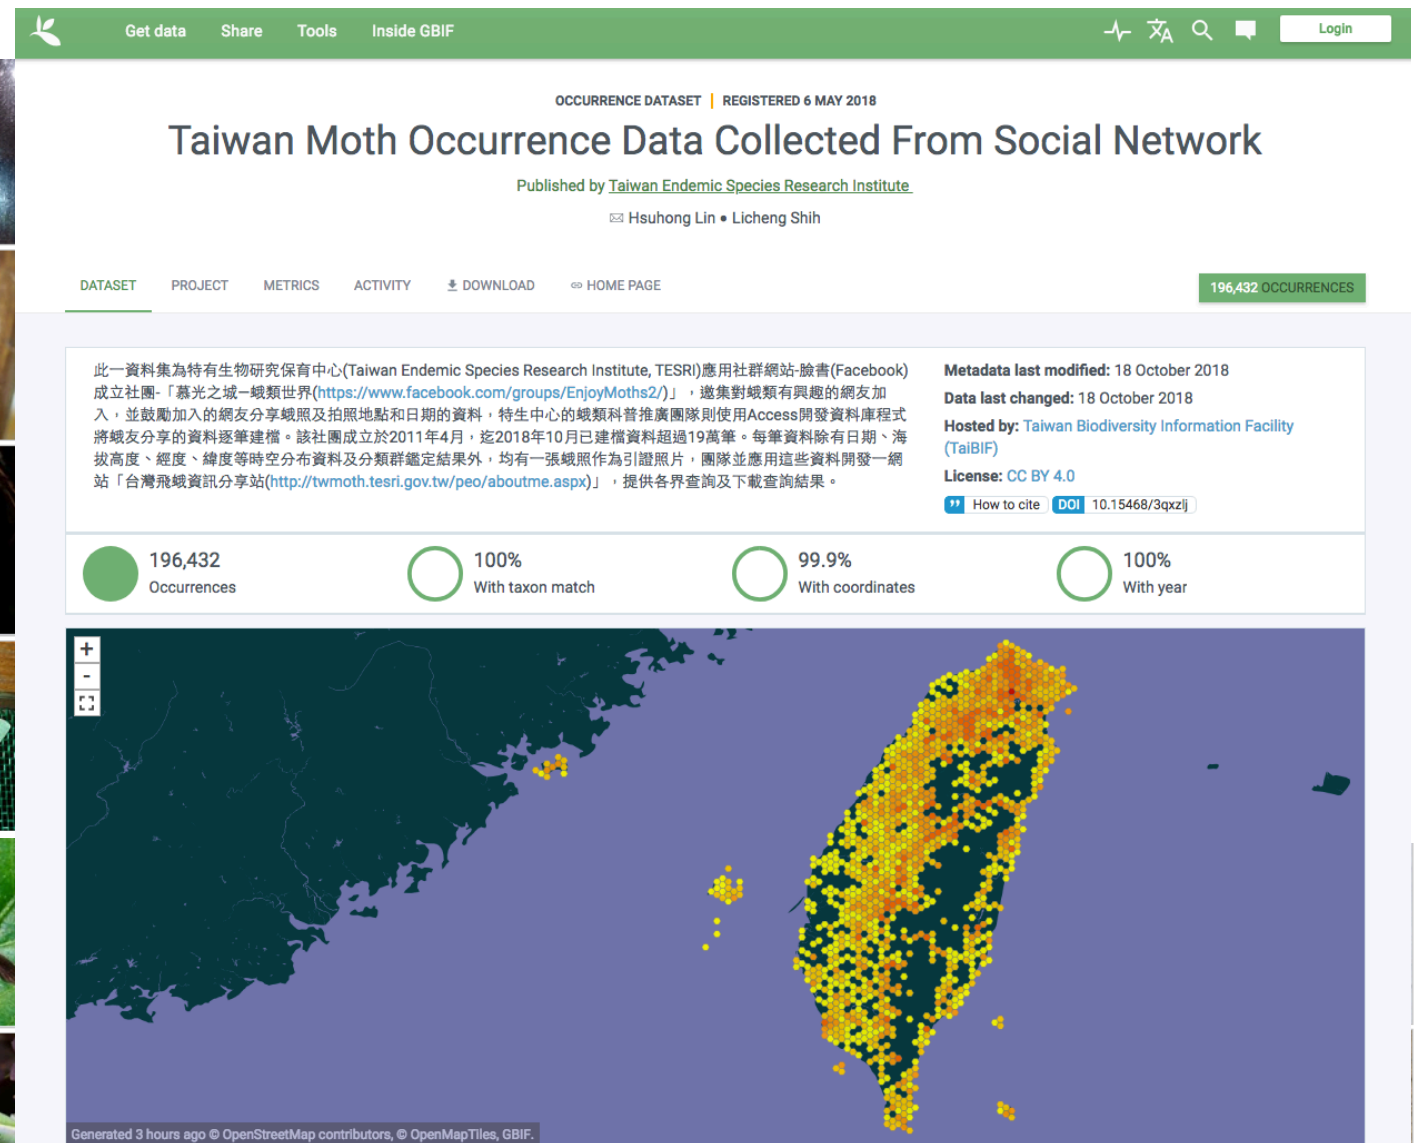 Get data Share Tools Inside GBIF Login
OCCURRENCE DATASET | REGISTERED 6 MAY 2018
Taiwan Moth Occurrence Data Collected From Social Network
Published by Taiwan Endemic Species Research Institute
Hsuhong Lin • Licheng Shih
DATASET PROJECT METRICS ACTIVITY DOWNLOAD HOME PAGE 196,432 OCCURRENCES
此一資料集為特有生物研究保育中心(Taiwan Endemic Species Research Institute, TESRI)應用社群網站-臉書(Facebook)
成立社團-「慕光之城—蛾類世界(https://www.facebook.com/groups/EnjoyMoths2/)」，邀集對蛾類有興趣的網友加
入，並鼓勵加入的網友分享蛾照及拍照地點和日期的資料，特生中心的蛾類科普推廣團隊則使用Access開發資料庫程式
將蛾友分享的資料逐筆建檔。該社團成立於2011年4月，迄2018年10月已建檔資料超過19萬筆。每筆資料除有日期、海
拔高度、經度、緯度等時空分布資料及分類群鑑定結果外，均有一張蛾照作為引證照片，團隊並應用這些資料開發一網
站「台灣飛蛾資訊分享站(http://twmoth.tesri.gov.tw/peo/aboutme.aspx)」，提供各界查詢及下載查詢結果。
Metadata last modified: 18 October 2018
Data last changed: 18 October 2018
Hosted by: Taiwan Biodiversity Information Facility
(TaiBIF)
License: CC BY 4.0
How to cite DOI 10.15468/3qxzlj
196,432
Occurrences
100%
With taxon match
99.9%
With coordinates
100%
With year
+
-
Generated 3 hours ago © OpenStreetMap contributors, © OpenMapTiles, GBIF.